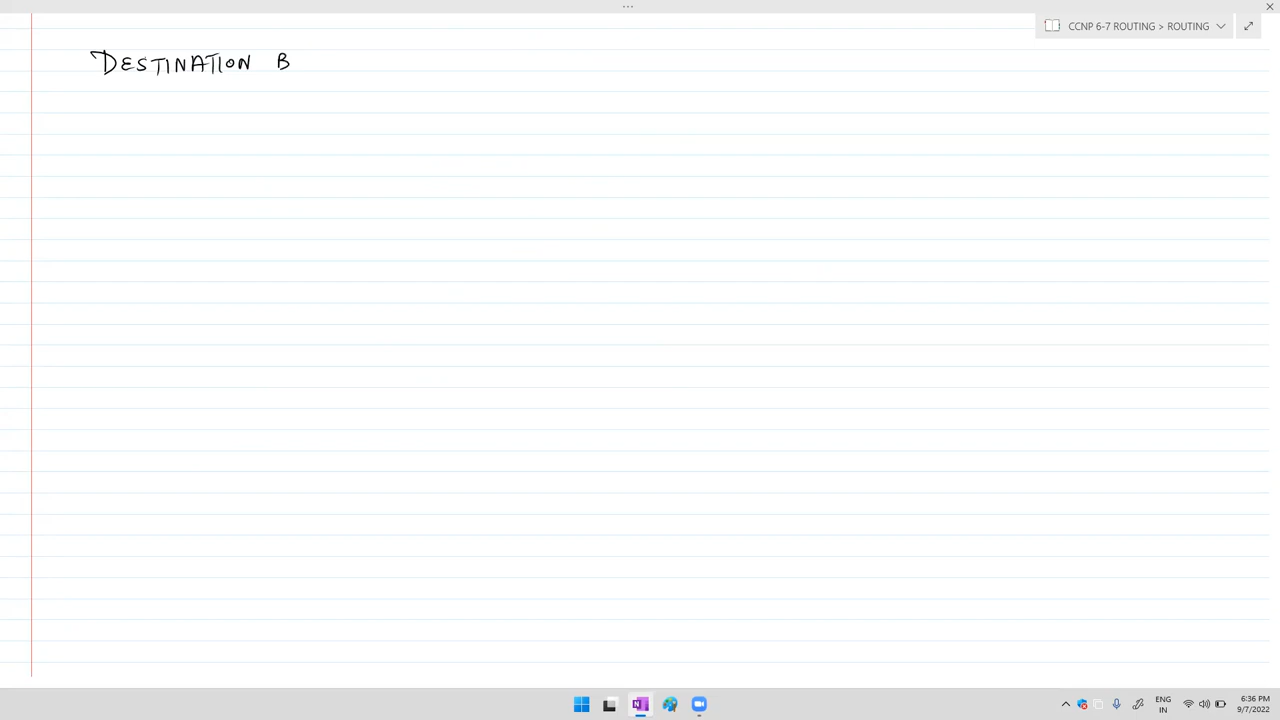 CCNP 6-7 ROUTING > ROUTING
DESTINATION B
ENG
IN
6:36 PM
9/7/2022